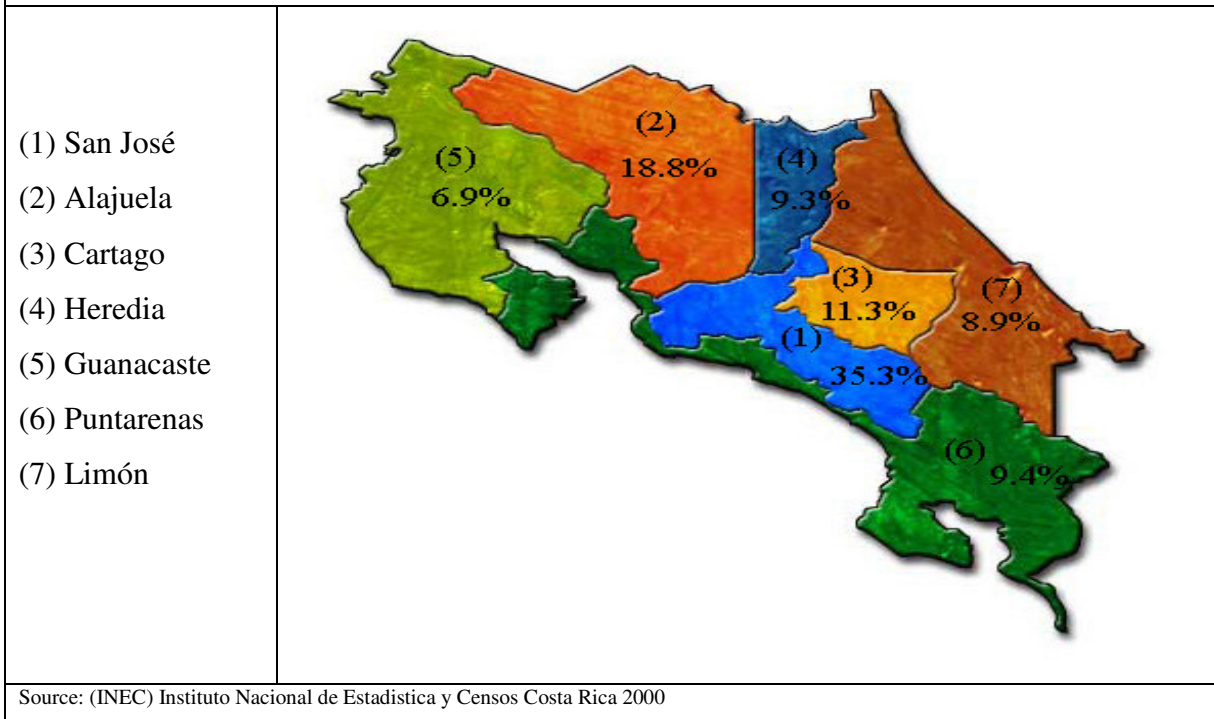 (1) San José
(2) Alajuela
(3) Cartago
(4) Heredia
(5) Guanacaste
(6) Puntarenas
(7) Limón
(2)
18.8%
(5)
6.9%
(4)
9.3%
(3)
11.3%
(7)
8.9%
(1)
35.3%
(6)
9.4%
Source: (INEC) Instituto Nacional de Estadistica y Censos Costa Rica 2000